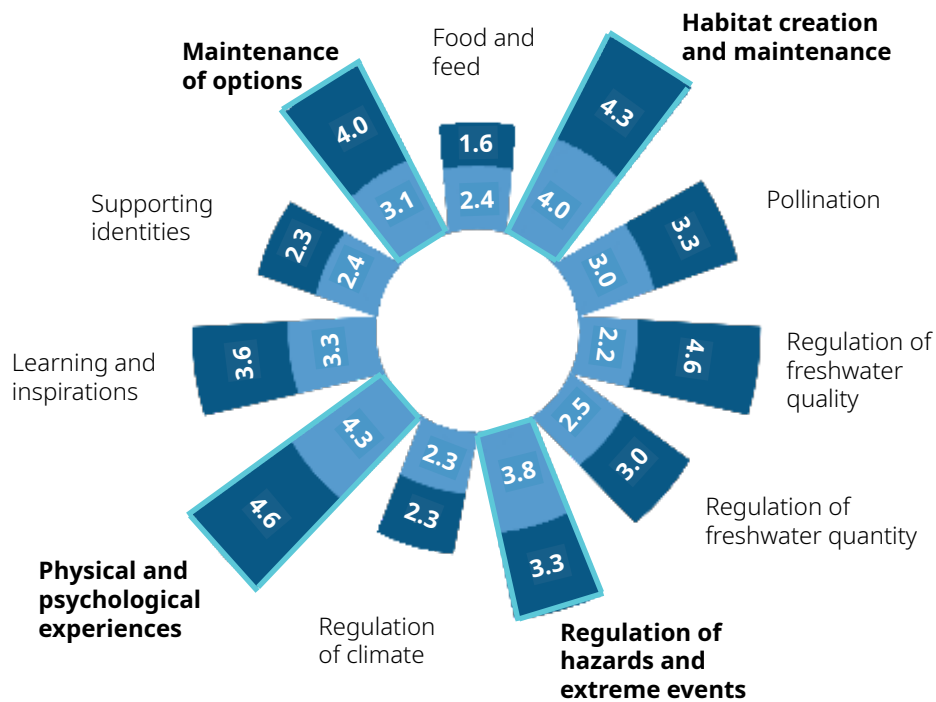 Maintenance
of options
4.0
3.1
Food and
feed
1.6
2.4
Habitat creation
and maintenance
4.3
4.0
Pollination
3.3
3.0
Regulation of
freshwater
quality
4.6
2.2
Regulation of
freshwater quantity
3.0
2.5
Regulation of
hazards and
extreme events
3.8
3.3
Regulation
of climate
2.3
2.3
Physical and
psychological
experiences
4.3
4.6
Learning and
inspirations
3.6
3.3
Supporting
identities
2.3
2.4